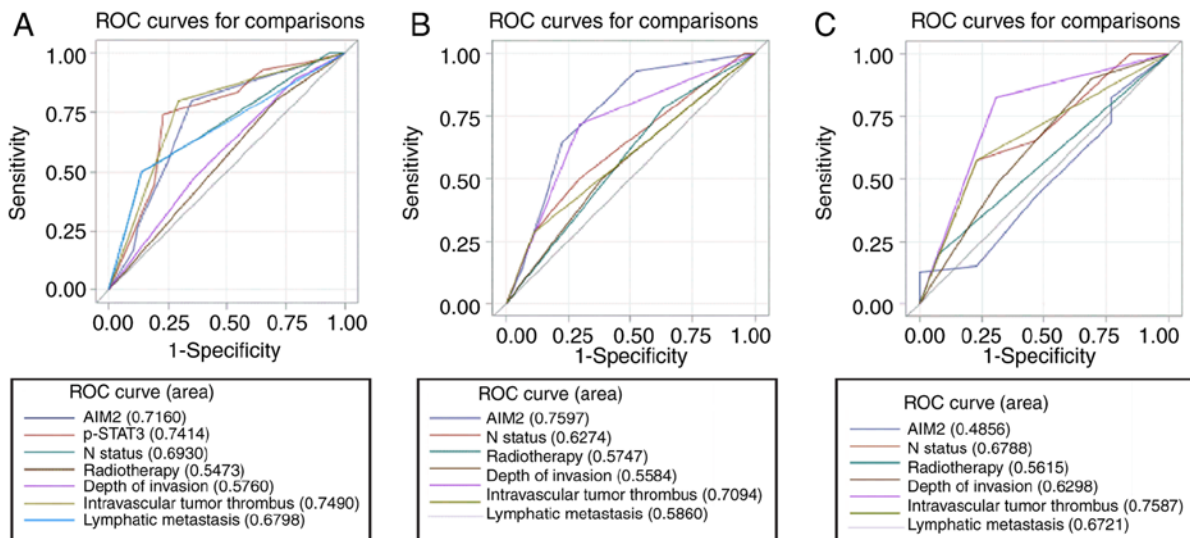 A
ROC curves for comparisons
1.00
0.75
0.50
0.25
0.00
Sensitivity
0.00 0.25 0.50 0.75 1.00
1-Specificity
ROC curve (area)
AIM2 (0.7160)
p-STAT3 (0.7414)
N status (0.6930)
Radiotherapy (0.5473)
Depth of invasion (0.5760)
Intravascular tumor thrombus (0.7490)
Lymphatic metastasis (0.6798)
B
ROC curves for comparisons
1.00
0.75
0.50
0.25
0.00
Sensitivity
0.00 0.25 0.50 0.75 1.00
1-Specificity
ROC curve (area)
AIM2 (0.7597)
N status (0.6274)
Radiotherapy (0.5747)
Depth of invasion (0.5584)
Intravascular tumor thrombus (0.7094)
Lymphatic metastasis (0.5860)
C
ROC curves for comparisons
1.00
0.75
0.50
0.25
0.00
Sensitivity
0.00 0.25 0.50 0.75 1.00
1-Specificity
ROC curve (area)
AIM2 (0.4856)
N status (0.6788)
Radiotherapy (0.5615)
Depth of invasion (0.6298)
Intravascular tumor thrombus (0.7587)
Lymphatic metastasis (0.6721)